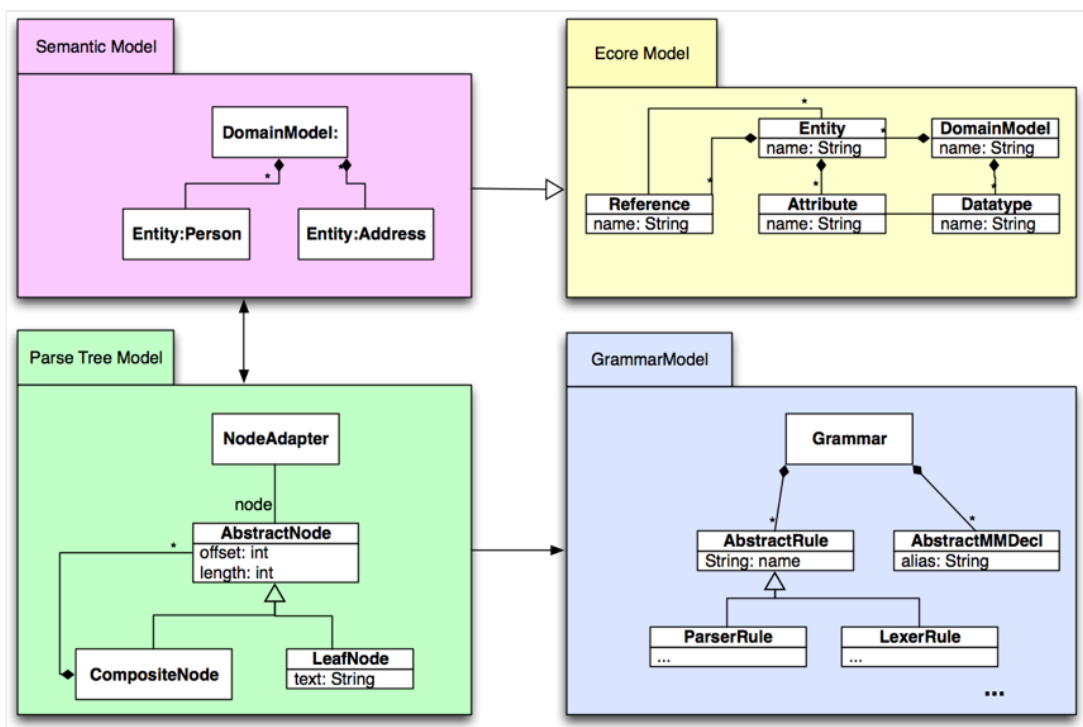 Semantic Model
DomainModel:
*
*
Entity:Person
Entity:Address
Ecore Model
*
Entity
name: String
*
DomainModel
name: String
*
*
*
Reference
name: String
Attribute
name: String
Datatype
name: String
Parse Tree Model
NodeAdapter
node
AbstractNode
offset: int
length: int
*
CompositeNode
LeafNode
text: String
GrammarModel
Grammar
*
*
AbstractRule
String: name
AbstractMMDecl
alias: String
ParserRule
...
LexerRule
...
...